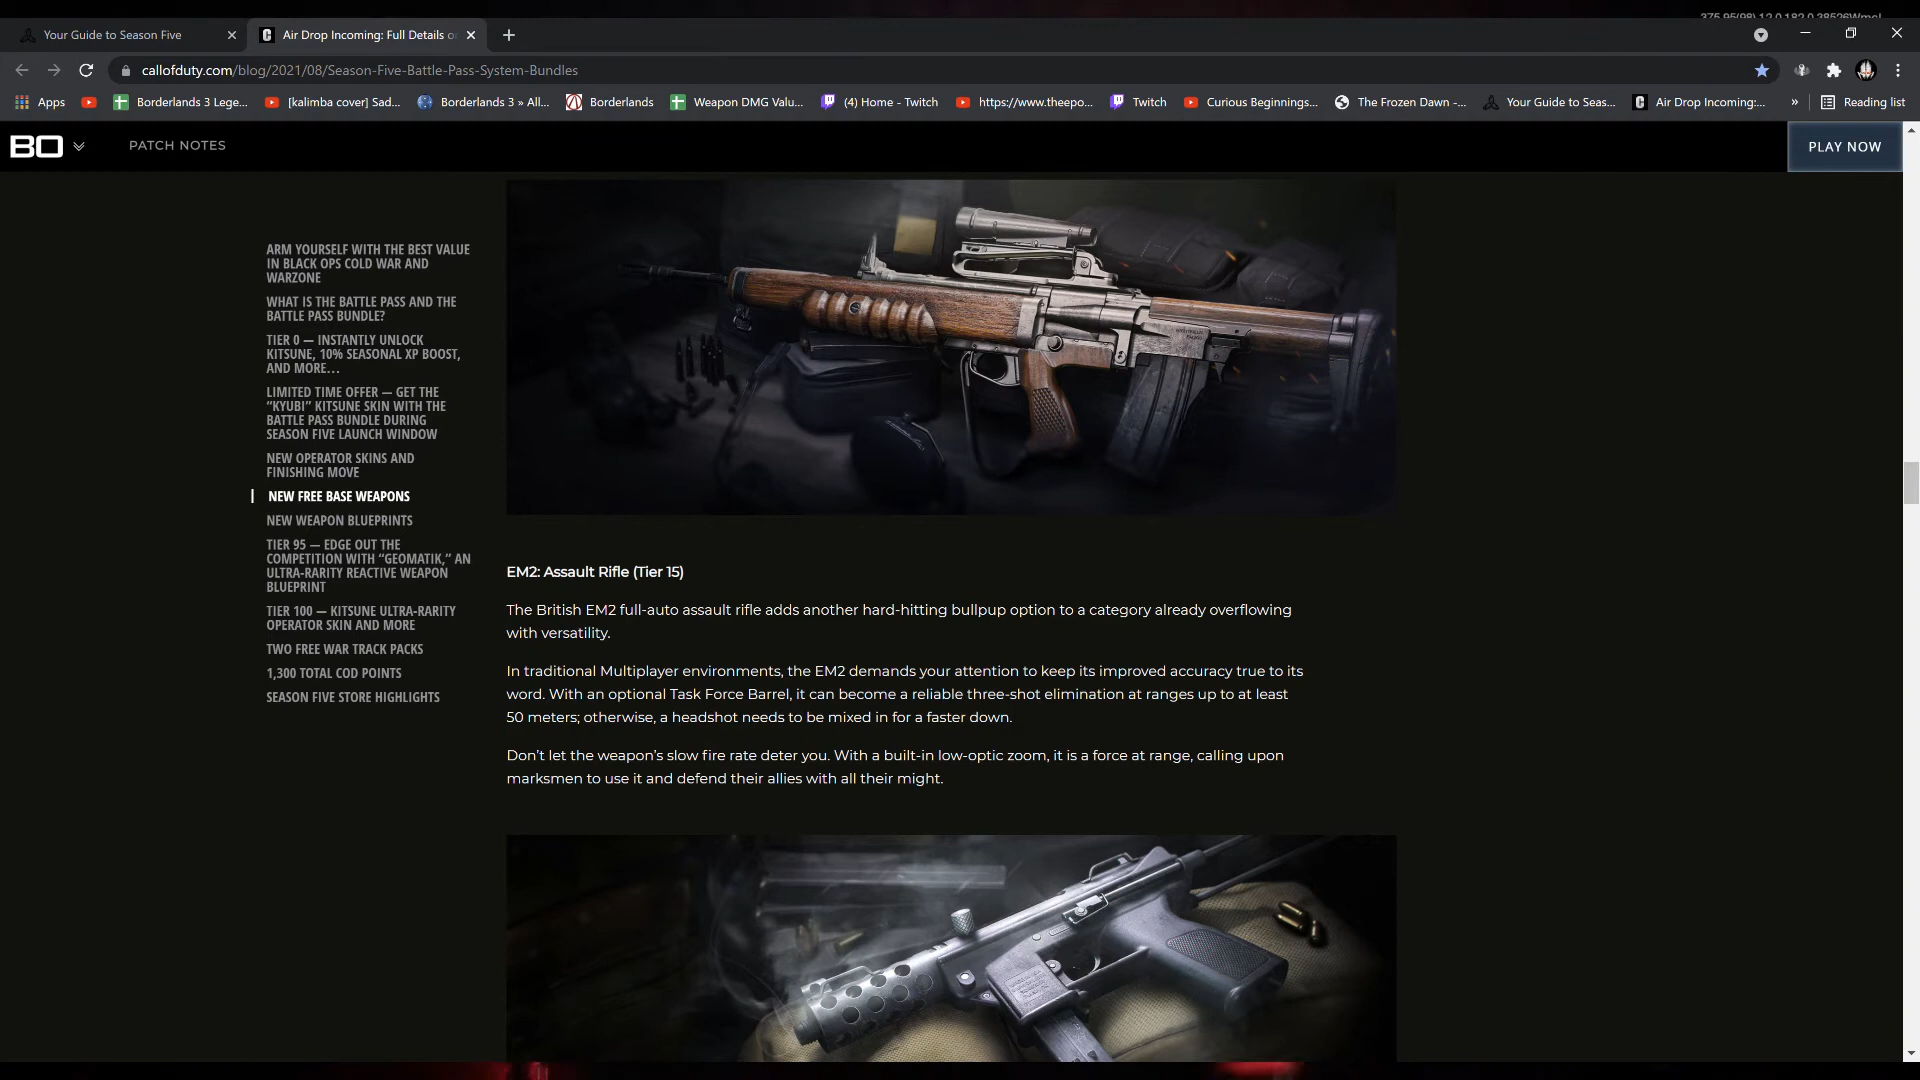 Your Guide to Season Five
Air Drop Incoming: Full Details o
callofduty.com/blog/2021/08/Season-Five-Battle-Pass-System-Bundles
Apps
Borderlands 3 Lege...
[kalimba cover] Sad...
Borderlands 3 » All...
Borderlands
Weapon DMG Valu...
(4) Home - Twitch
https://www.theepo...
Twitch
Curious Beginnings...
The Frozen Dawn -...
Your Guide to Seas...
Air Drop Incoming:...
»
Reading list
BO
PATCH NOTES
PLAY NOW
ARM YOURSELF WITH THE BEST VALUE
IN BLACK OPS COLD WAR AND
WARZONE
WHAT IS THE BATTLE PASS AND THE
BATTLE PASS BUNDLE?
TIER 0 — INSTANTLY UNLOCK
KITSUNE, 10% SEASONAL XP BOOST,
AND MORE…
LIMITED TIME OFFER — GET THE
“KYUBI” KITSUNE SKIN WITH THE
BATTLE PASS BUNDLE DURING
SEASON FIVE LAUNCH WINDOW
NEW OPERATOR SKINS AND
FINISHING MOVE
NEW FREE BASE WEAPONS
NEW WEAPON BLUEPRINTS
TIER 95 — EDGE OUT THE
COMPETITION WITH “GEOMATIK,” AN
ULTRA-RARITY REACTIVE WEAPON
BLUEPRINT
TIER 100 — KITSUNE ULTRA-RARITY
OPERATOR SKIN AND MORE
TWO FREE WAR TRACK PACKS
1,300 TOTAL COD POINTS
SEASON FIVE STORE HIGHLIGHTS
EM2: Assault Rifle (Tier 15)
The British EM2 full-auto assault rifle adds another hard-hitting bullpup option to a category already overflowing
with versatility.
In traditional Multiplayer environments, the EM2 demands your attention to keep its improved accuracy true to its
word. With an optional Task Force Barrel, it can become a reliable three-shot elimination at ranges up to at least
50 meters; otherwise, a headshot needs to be mixed in for a faster down.
Don’t let the weapon’s slow fire rate deter you. With a built-in low-optic zoom, it is a force at range, calling upon
marksmen to use it and defend their allies with all their might.